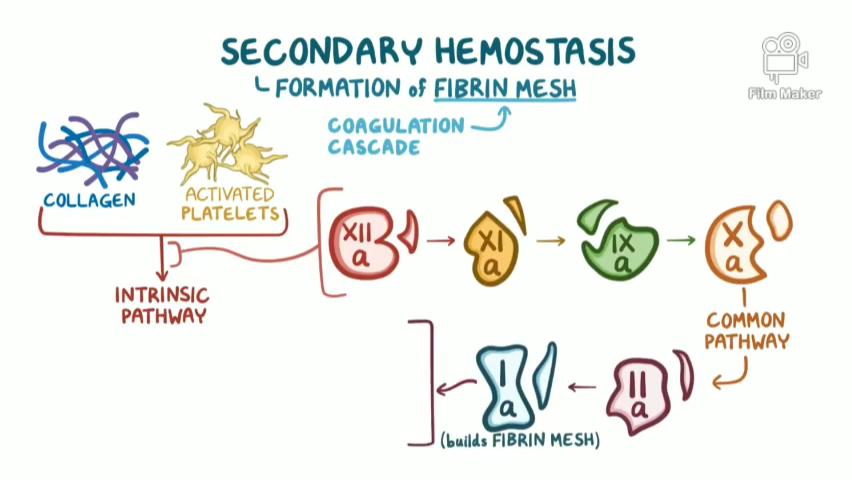 SECONDARY HEMOSTASIS
FORMATION of FIBRIN MESH
COAGULATION
CASCADE
Film Maker
COLLAGEN
ACTIVATED
PLATELETS
INTRINSIC
PATHWAY
XII
a
XI
a
IX
a
X
a
COMMON
PATHWAY
I
a
II
a
(builds FIBRIN MESH)